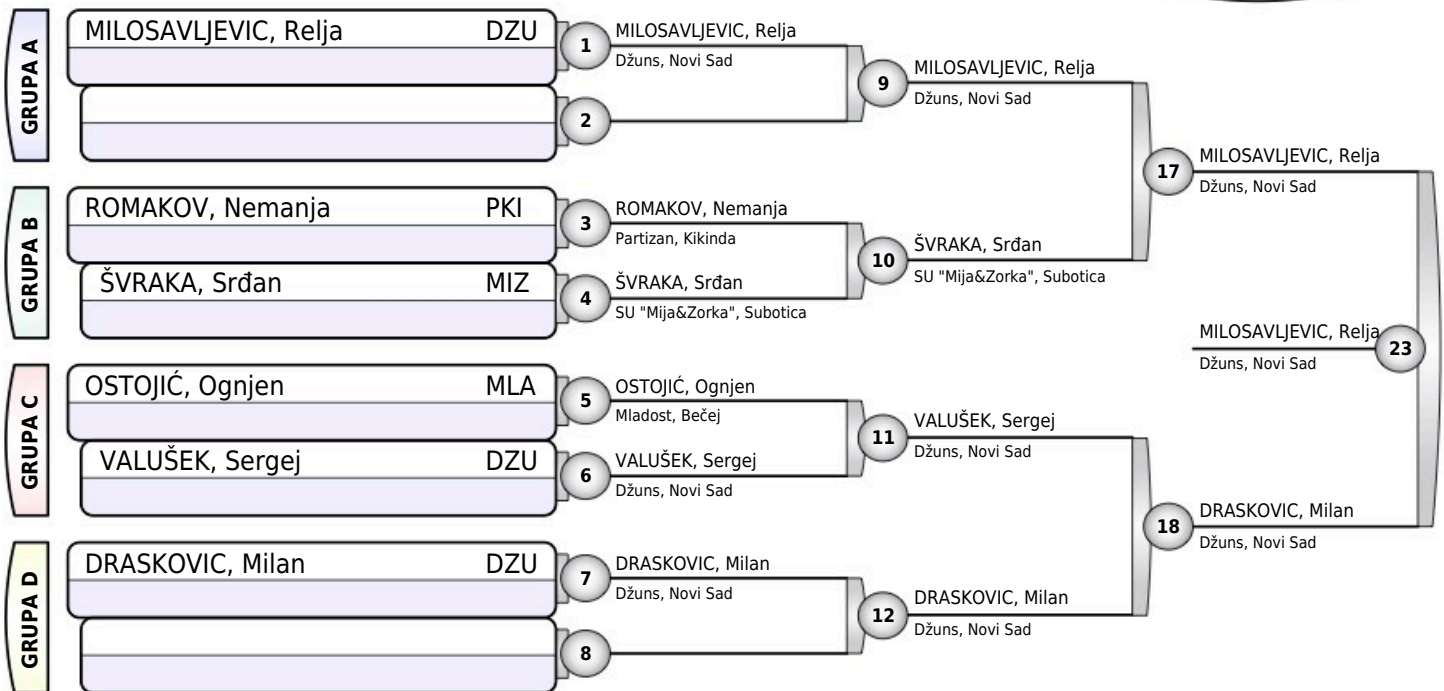 GRUPA A
MILOSAVLJEVIC, Relja DZU
1
MILOSAVLJEVIC, Relja
Džuns, Novi Sad
2
9
MILOSAVLJEVIC, Relja
Džuns, Novi Sad
GRUPA B
ROMAKOV, Nemanja PKI
3
ROMAKOV, Nemanja
Partizan, Kikinda
ŠVRAKA, Srđan MIZ
4
ŠVRAKA, Srđan
SU "Mija&Zorka", Subotica
10
ŠVRAKA, Srđan
SU "Mija&Zorka", Subotica
17
MILOSAVLJEVIC, Relja
Džuns, Novi Sad
GRUPA C
OSTOJIĆ, Ognjen MLA
5
OSTOJIĆ, Ognjen
Mladost, Bečej
VALUŠEK, Sergej DZU
6
VALUŠEK, Sergej
Džuns, Novi Sad
11
VALUŠEK, Sergej
Džuns, Novi Sad
GRUPA D
DRASKOVIC, Milan DZU
7
DRASKOVIC, Milan
Džuns, Novi Sad
8
12
DRASKOVIC, Milan
Džuns, Novi Sad
18
DRASKOVIC, Milan
Džuns, Novi Sad
MILOSAVLJEVIC, Relja
Džuns, Novi Sad
23